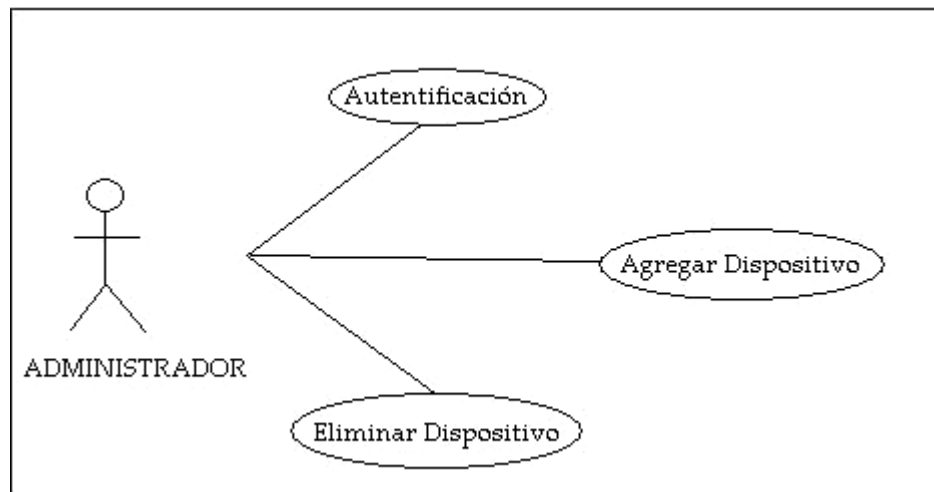 Autentificación
Agregar Dispositivo
ADMINISTRADOR
Eliminar Dispositivo